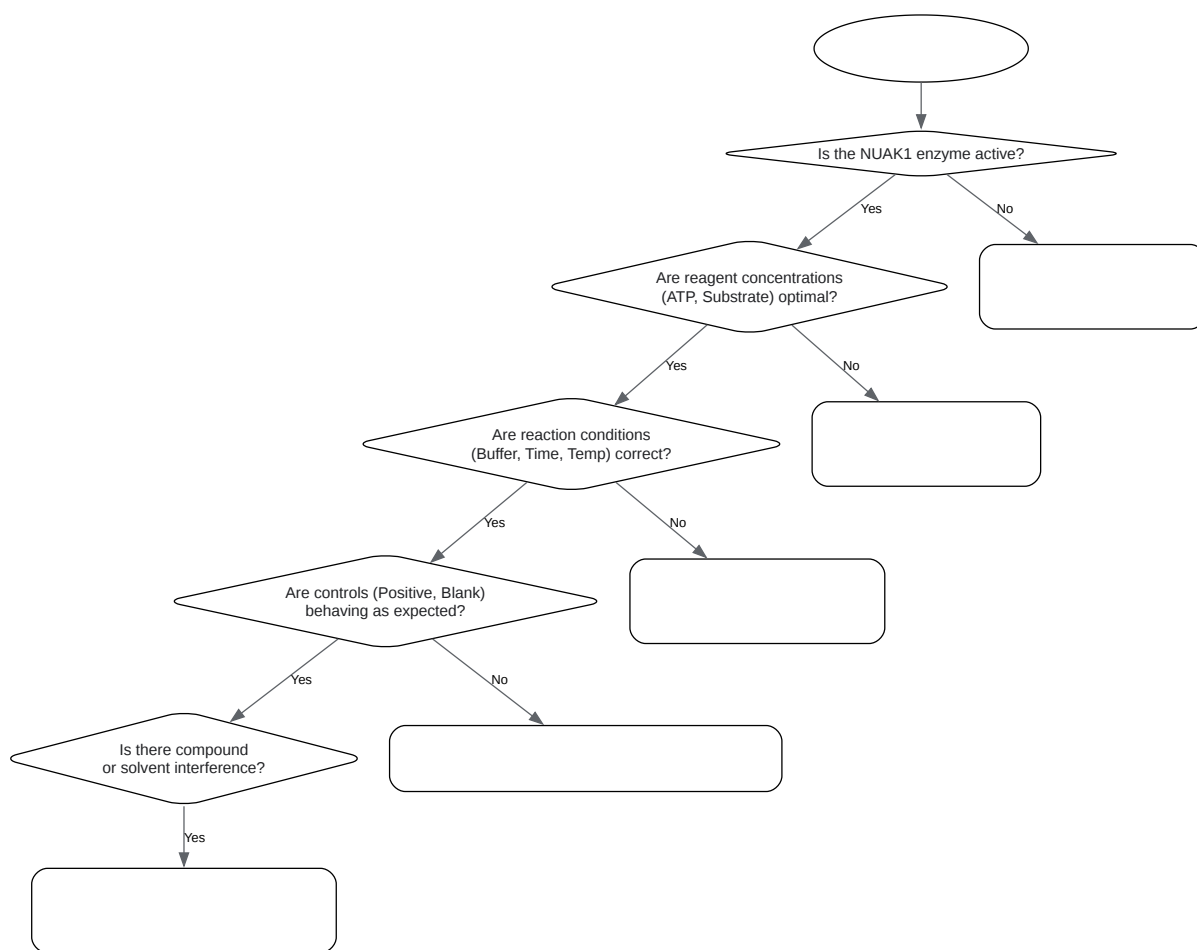 Is the NUAK1 enzyme active?
Yes
No
Are reagent concentrations
(ATP, Substrate) optimal?
Yes
No
Are reaction conditions
(Buffer, Time, Temp) correct?
Yes
No
Are controls (Positive, Blank)
behaving as expected?
Yes
No
Is there compound
or solvent interference?
Yes